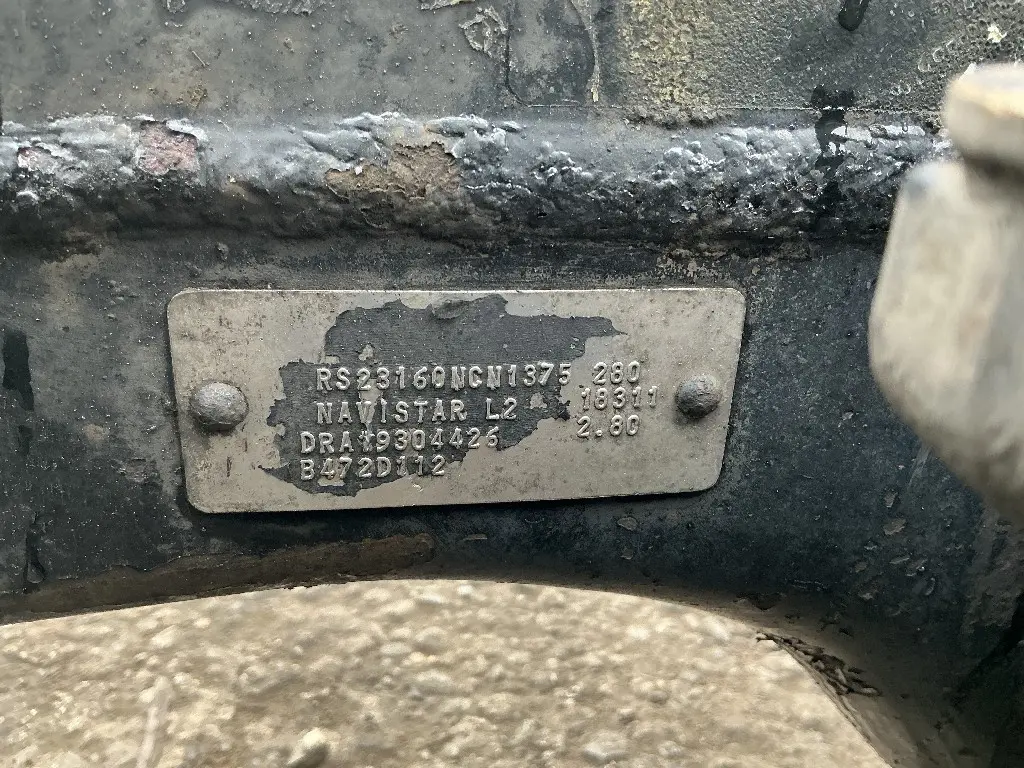 RS23160NCN1375 280
NAVISTAR L2 18311
DRA*9304426 2.80
B472D112